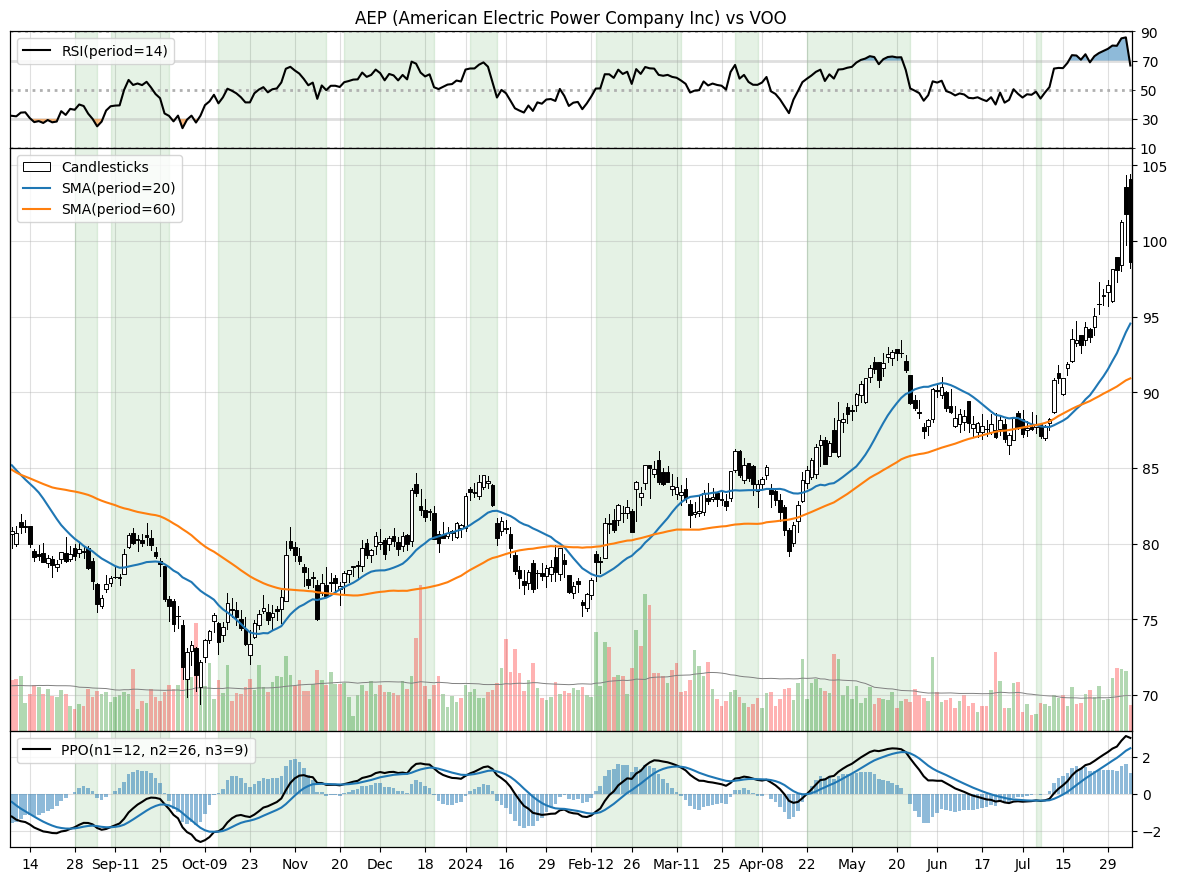 AEP (American Electric Power Company Inc) vs VOO
RSI(period=14)
90
70
50
30
10
Candlesticks
SMA(period=20)
SMA(period=60)
105
100
95
90
85
80
75
70
PPO(n1=12, n2=26, n3=9)
2
0
−2
14 28 Sep-11 25 Oct-09 23 Nov 20 Dec 18 2024 16 29 Feb-12 26 Mar-11 25 Apr-08 22 May 20 Jun 17 Jul 15 29